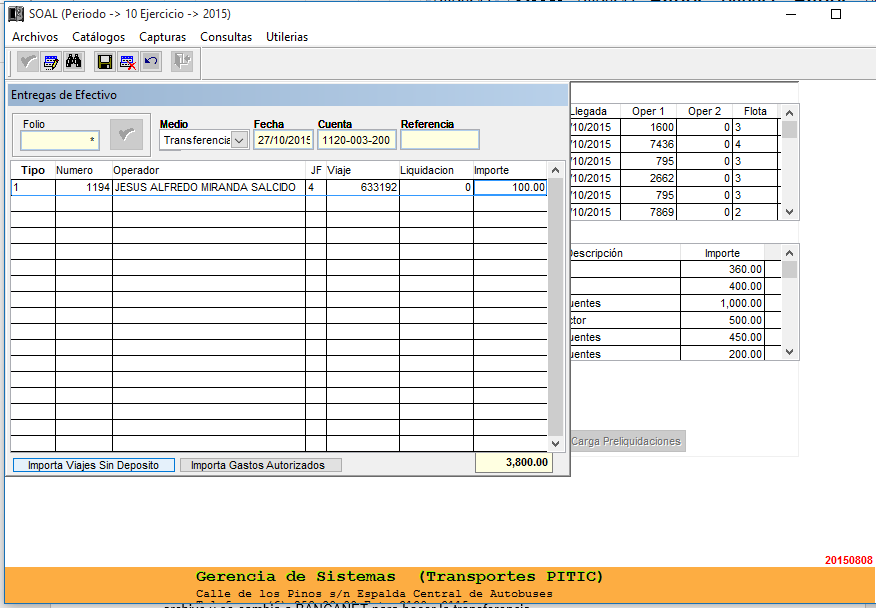 SOAL (Periodo -> 10 Ejercicio -> 2015)
Archivos Catálogos Capturas Consultas Utilerias
Entregas de Efectivo
Folio Medio Fecha Cuenta Referencia
* Transferencia 27/10/2015 1120-003-200
Tipo Numero Operador JF Viaje Liquidacion Importe
1 1194 JESUS ALFREDO MIRANDA SALCIDO 4 633192 0 100.00
Importa Viajes Sin Deposito Importa Gastos Autorizados 3,800.00
Llegada Oper 1 Oper 2 Flota
/10/2015 1600 0 3
/10/2015 7436 0 4
/10/2015 795 0 3
/10/2015 2662 0 3
/10/2015 795 0 3
/10/2015 7869 0 2
Descripción Importe
360.00
400.00
uentes 1,000.00
ctor 500.00
uentes 450.00
uentes 200.00
Carga Preliquidaciones
20150808
Gerencia de Sistemas (Transportes PITIC)
Calle de los Pinos s/n Espalda Central de Autobuses